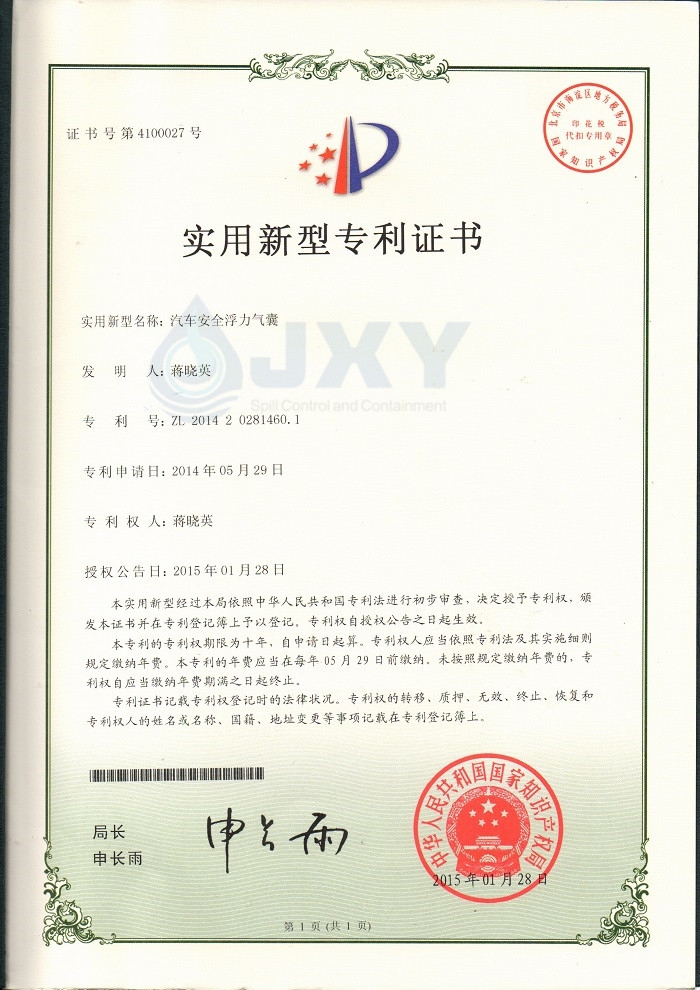 证书号第4100027号
北京市海淀区地方税务局
印花税
代扣专用章
国家知识产权局
实用新型专利证书
实用新型名称：汽车安全浮力气囊
JXY
发 明 人：蒋晓英
Spill Control and Containment
专 利 号：ZL 2014 2 0281460.1
专利申请日：2014年05月29日
专 利 权 人：蒋晓英
授权公告日：2015年01月28日
本实用新型经过本局依照中华人民共和国专利法进行初步审查，决定授予专利权，颁
发本证书并在专利登记簿上予以登记。专利权自授权公告之日起生效。
本专利的专利权期限为十年，自申请日起算。专利权人应当依照专利法及其实施细则
规定缴纳年费。本专利的年费应当在每年05月29日前缴纳。未按照规定缴纳年费的，专
利权自应当缴纳年费期满之日起终止。
专利证书记载专利权登记时的法律状况。专利权的转移、质押、无效、终止、恢复和
专利权人的姓名或名称、国籍、地址变更等事项记载在专利登记簿上。
局长
申长雨
申长雨
中华人民共和国国家知识产权局
2015年01月28日
第1页(共1页)